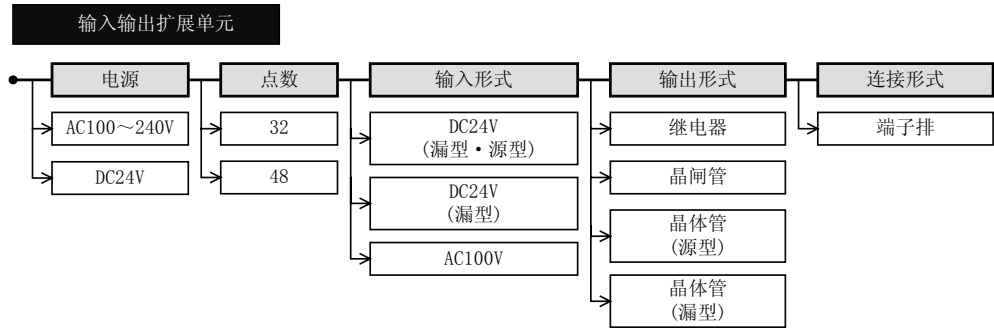 输入输出扩展单元
电源
点数
输入形式
输出形式
连接形式
AC100～240V
32
DC24V
(漏型・源型)
继电器
端子排
DC24V
48
DC24V
(漏型)
晶闸管
AC100V
晶体管
(源型)
晶体管
(漏型)